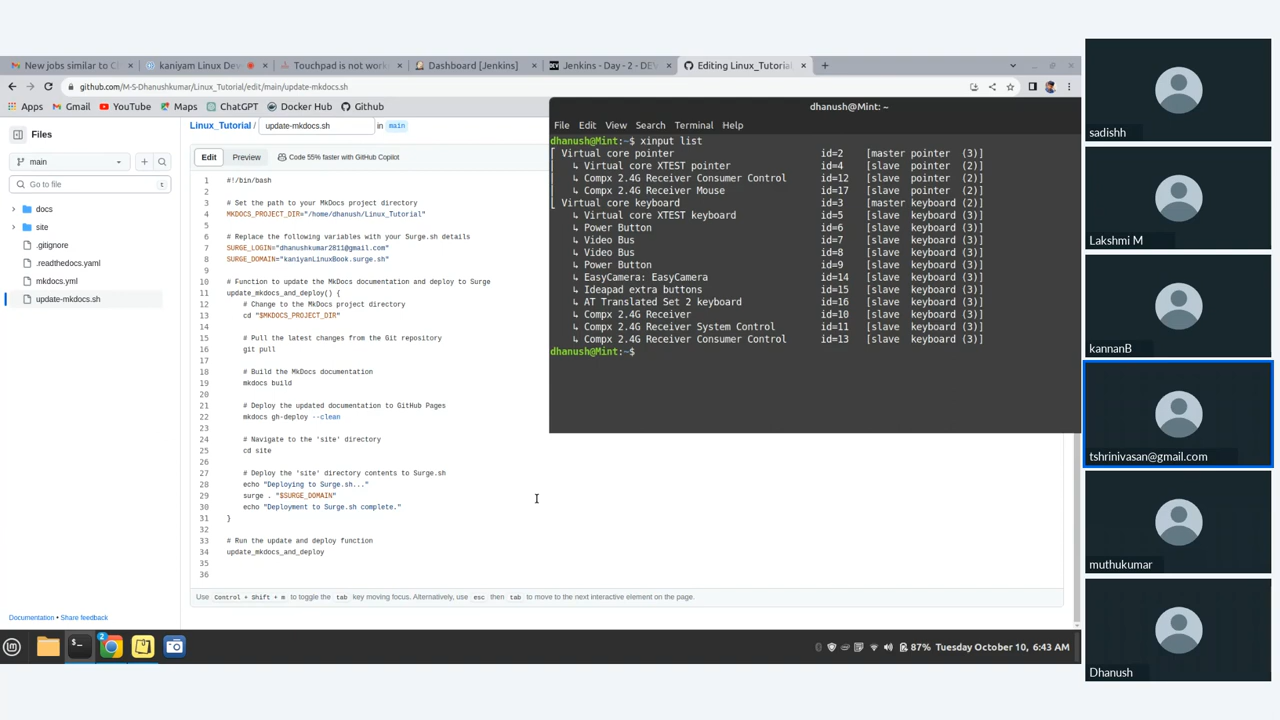 New jobs similar to C
kaniyam Linux Dev
Touchpad is not work
Dashboard [Jenkins]
Jenkins - Day - 2 - DEV
Editing Linux_Tutorial
github.com/M-S-Dhanushkumar/Linux_Tutorial/edit/main/update-mkdocs.sh
Apps
Gmail
YouTube
Maps
ChatGPT
Docker Hub
Github
Files
main
Go to file
t
docs
site
.gitignore
.readthedocs.yaml
mkdocs.yml
update-mkdocs.sh
Documentation • Share feedback
Linux_Tutorial / update-mkdocs.sh in main
Edit Preview Code 55% faster with GitHub Copilot
1 #!/bin/bash
2
3 # Set the path to your MkDocs project directory
4 MKDOCS_PROJECT_DIR="/home/dhanush/Linux_Tutorial"
5
6 # Replace the following variables with your Surge.sh details
7 SURGE_LOGIN="dhanushkumar2811@gmail.com"
8 SURGE_DOMAIN="kaniyanLinuxBook.surge.sh"
9
10 # Function to update the MkDocs documentation and deploy to Surge
11 update_mkdocs_and_deploy() {
12 # Change to the MkDocs project directory
13 cd "$MKDOCS_PROJECT_DIR"
14
15 # Pull the latest changes from the Git repository
16 git pull
17
18 # Build the MkDocs documentation
19 mkdocs build
20
21 # Deploy the updated documentation to GitHub Pages
22 mkdocs gh-deploy --clean
23
24 # Navigate to the 'site' directory
25 cd site
26
27 # Deploy the 'site' directory contents to Surge.sh
28 echo "Deploying to Surge.sh..."
29 surge . "$SURGE_DOMAIN"
30 echo "Deployment to Surge.sh complete."
31 }
32
33 # Run the update and deploy function
34 update_mkdocs_and_deploy
35
36
Use Control + Shift + m to toggle the tab key moving focus. Alternatively, use esc then tab to move to the next interactive element on the page.
dhanush@Mint: ~
File Edit View Search Terminal Help
dhanush@Mint:~$ xinput list
⎡ Virtual core pointer id=2 [master pointer (3)]
↳ Virtual core XTEST pointer id=4 [slave pointer (2)]
↳ Compx 2.4G Receiver Consumer Control id=12 [slave pointer (2)]
↳ Compx 2.4G Receiver Mouse id=17 [slave pointer (2)]
⎣ Virtual core keyboard id=3 [master keyboard (2)]
↳ Virtual core XTEST keyboard id=5 [slave keyboard (3)]
↳ Power Button id=6 [slave keyboard (3)]
↳ Video Bus id=7 [slave keyboard (3)]
↳ Video Bus id=8 [slave keyboard (3)]
↳ Power Button id=9 [slave keyboard (3)]
↳ EasyCamera: EasyCamera id=14 [slave keyboard (3)]
↳ Ideapad extra buttons id=15 [slave keyboard (3)]
↳ AT Translated Set 2 keyboard id=16 [slave keyboard (3)]
↳ Compx 2.4G Receiver id=10 [slave keyboard (3)]
↳ Compx 2.4G Receiver System Control id=11 [slave keyboard (3)]
↳ Compx 2.4G Receiver Consumer Control id=13 [slave keyboard (3)]
dhanush@Mint:~$
2
87% Tuesday October 10, 6:43 AM
sadishh
Lakshmi M
kannanB
tshrinivasan@gmail.com
muthukumar
Dhanush